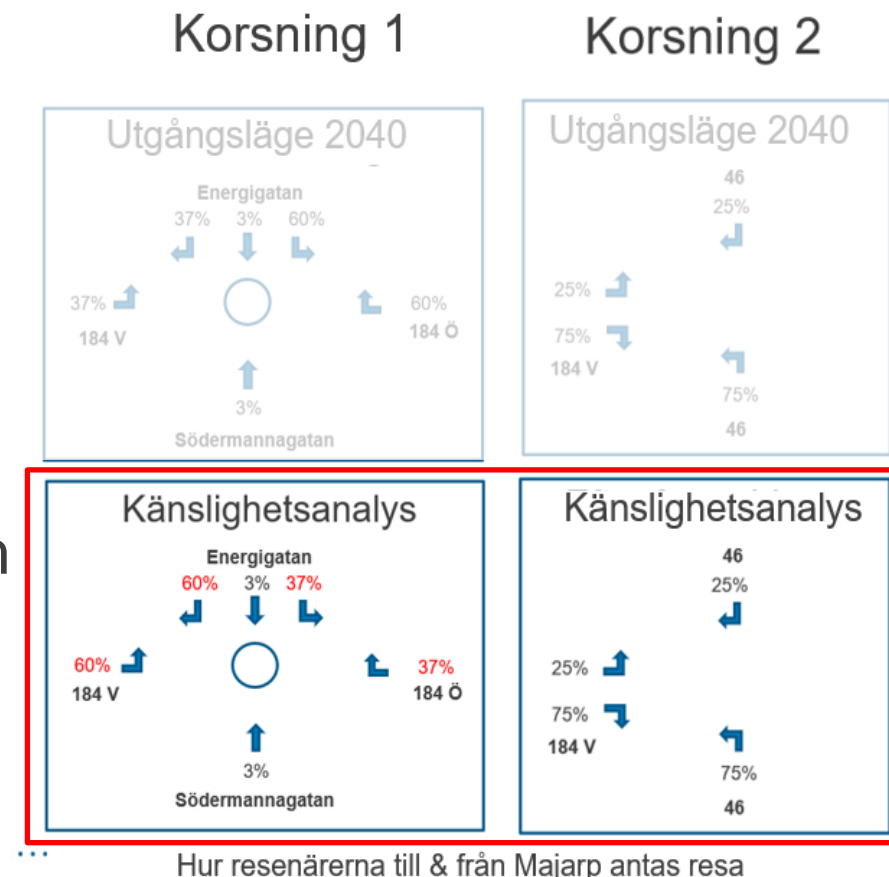 Korsning 1
Korsning 2
Utgångsläge 2040
Energigatan
37% 3% 60%
37%
184 V
60%
184 Ö
3%
Södermannagatan
Utgångsläge 2040
46
25%
25%
75%
184 V
75%
46
n
Känslighetsanalys
Energigatan
60% 3% 37%
60%
184 V
37%
184 Ö
3%
Södermannagatan
Känslighetsanalys
46
25%
25%
75%
184 V
75%
46
...
Hur resenärerna till & från Majarp antas resa